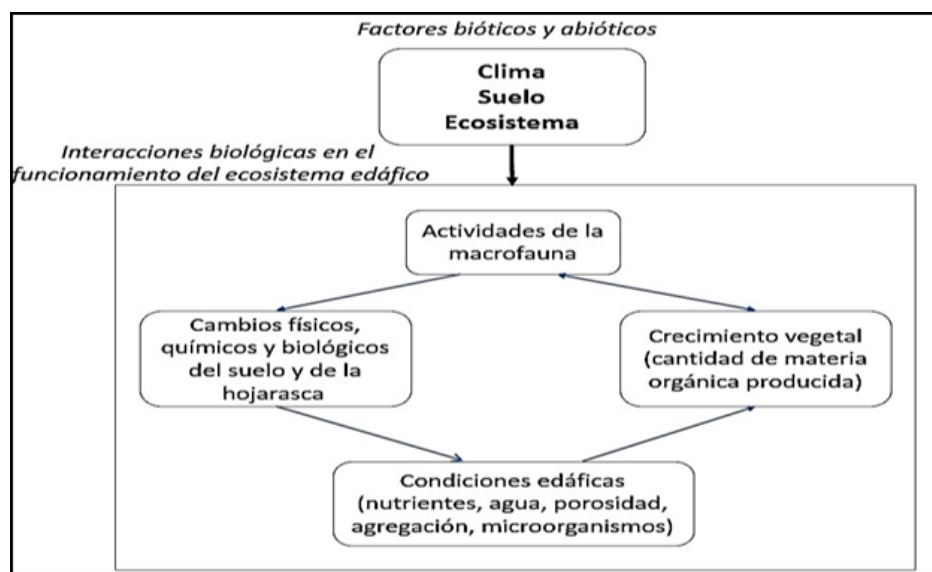 Factores bióticos y abióticos
Clima
Suelo
Ecosistema
Interacciones biológicas en el
funcionamiento del ecosistema edáfico
Actividades de la
macrofauna
Cambios físicos,
químicos y biológicos
del suelo y de la
hojarasca
Crecimiento vegetal
(cantidad de materia
orgánica producida)
Condiciones edáficas
(nutrientes, agua, porosidad,
agregación, microorganismos)